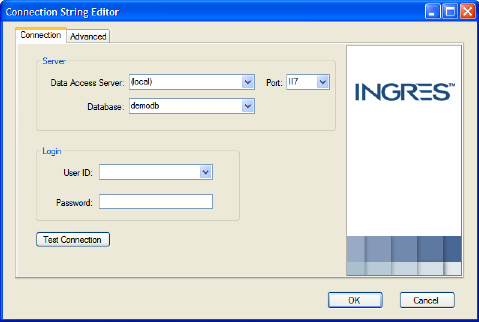 Connection String Editor
Connection Advanced
Server
Data Access Server: (local) Port: II7
Database: demodb
INGRES™
Login
User ID:
Password:
Test Connection
OK Cancel